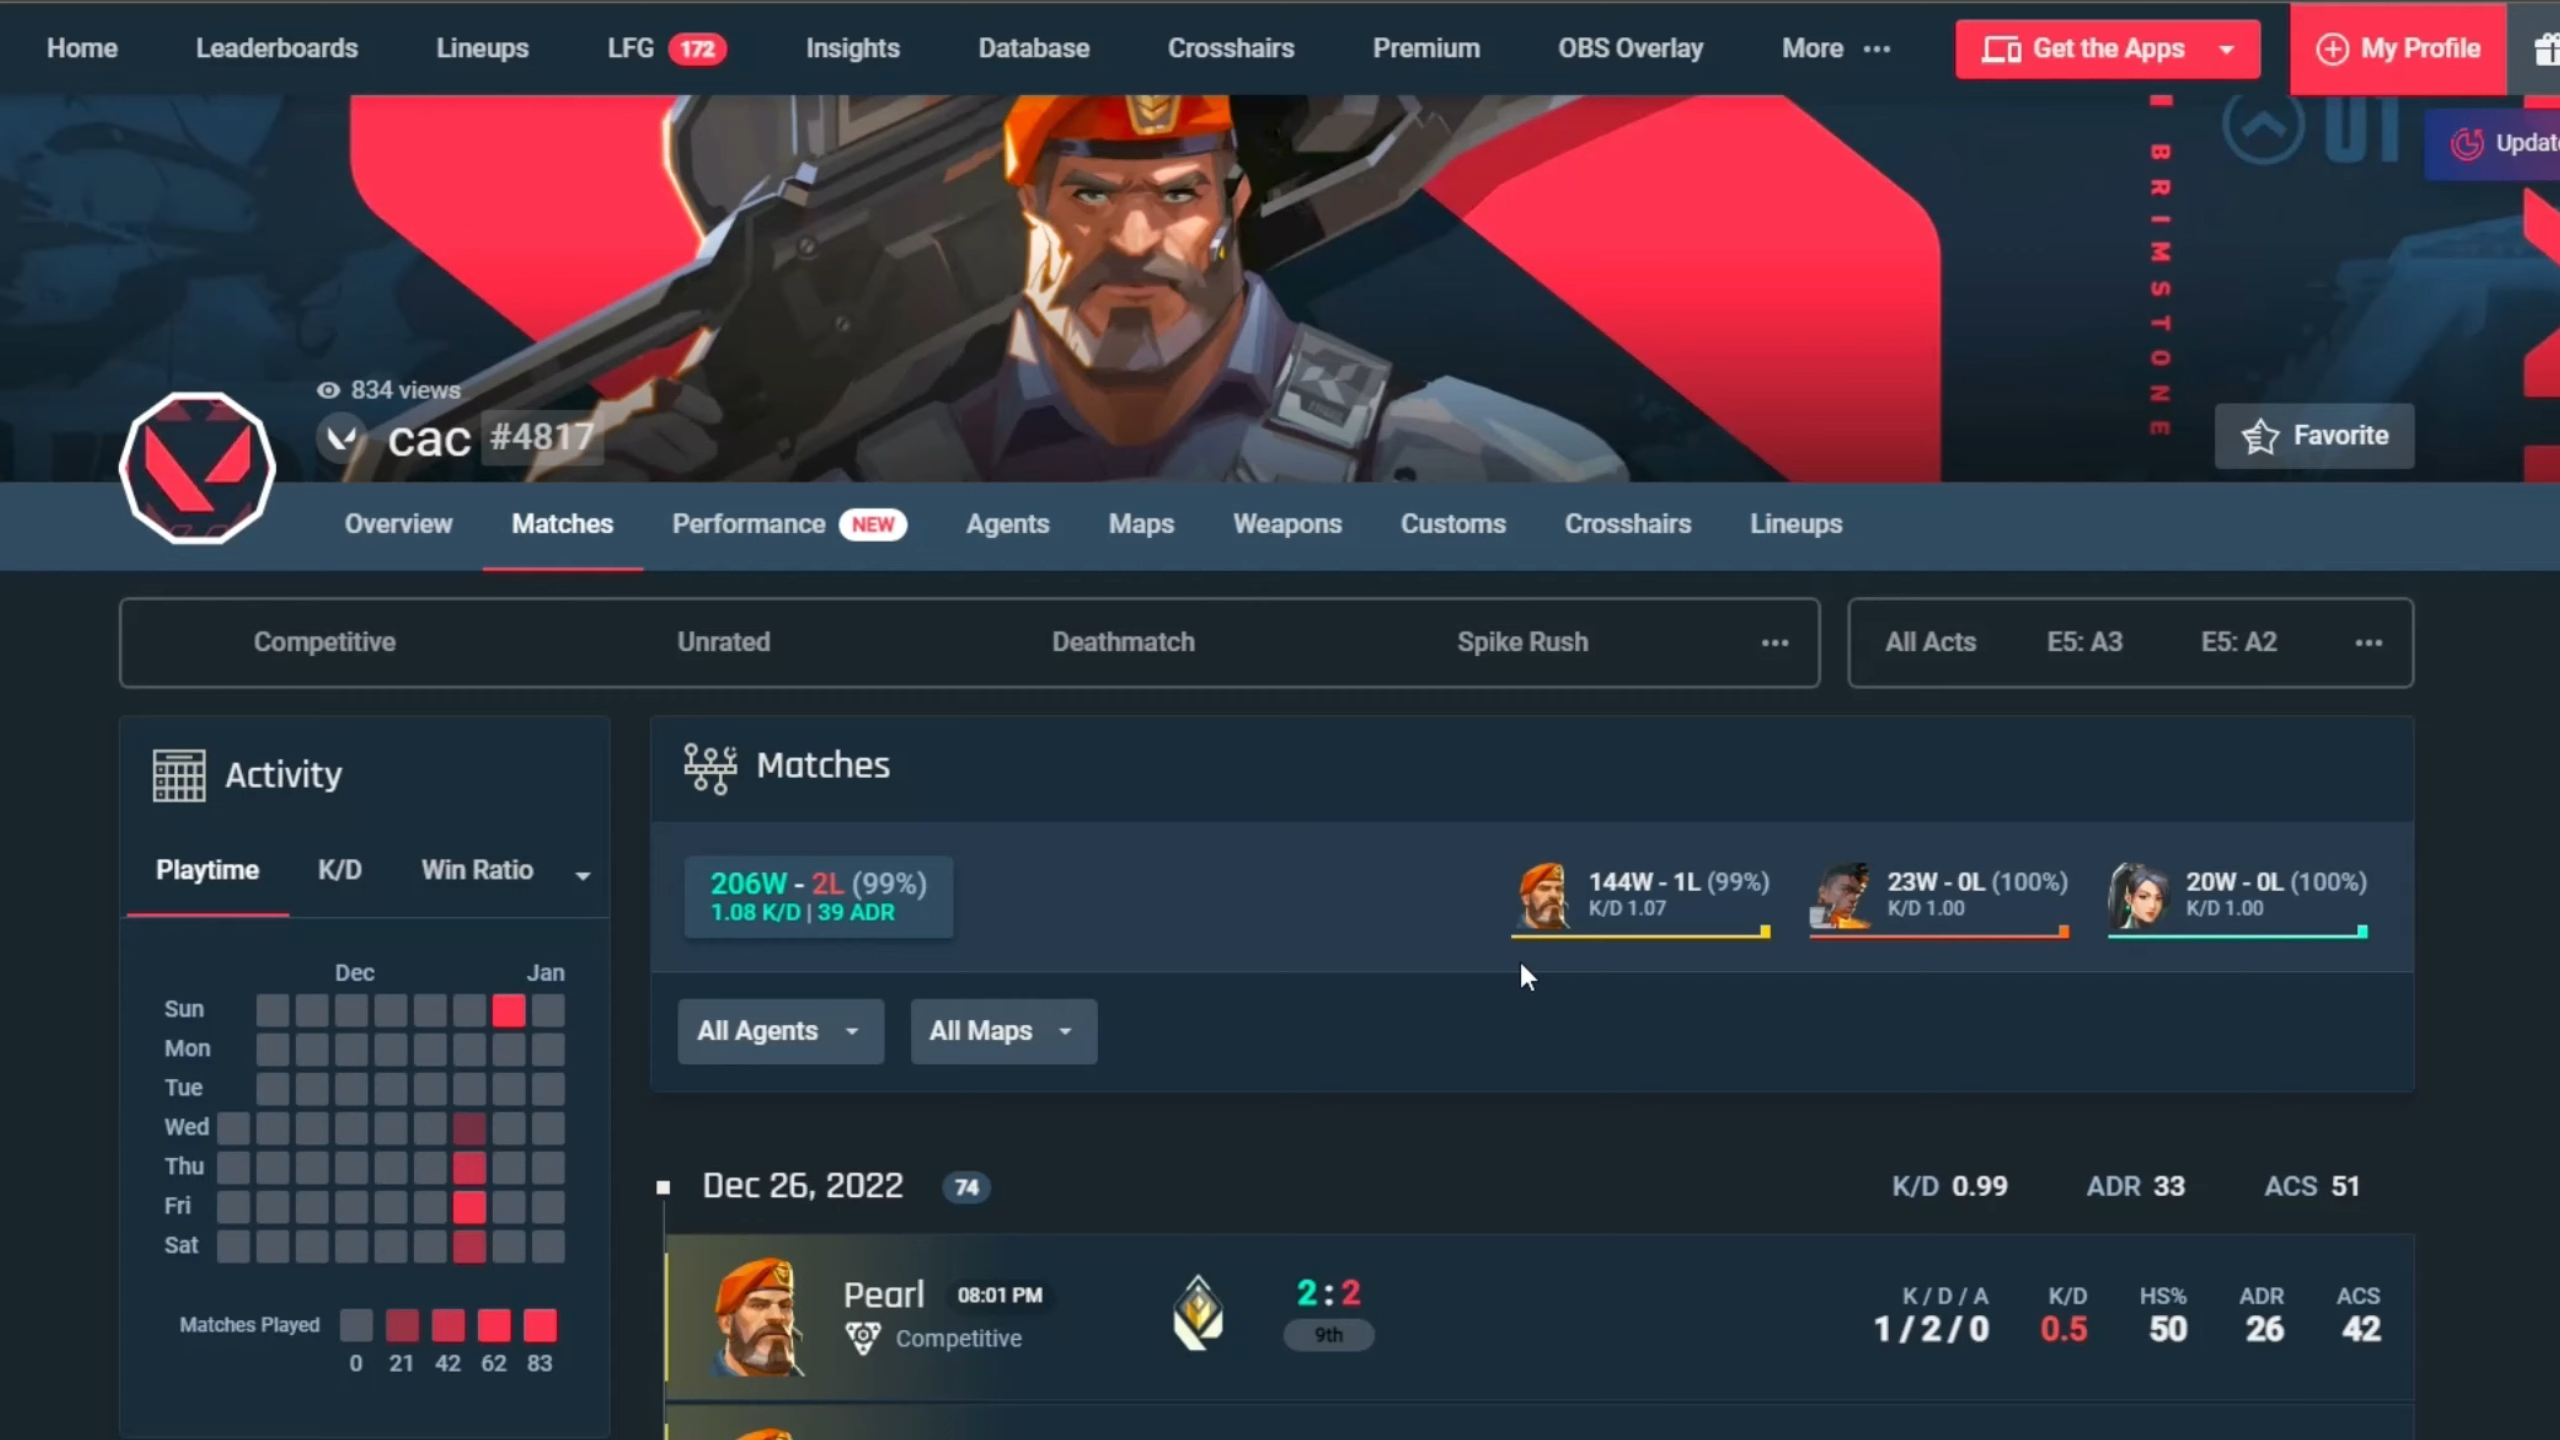 Home Leaderboards Lineups LFG 172 Insights Database Crosshairs Premium OBS Overlay More ••• Get the Apps My Profile
01
BRIMSTONE
834 views
cac #4817
Favorite
Overview Matches Performance NEW Agents Maps Weapons Customs Crosshairs Lineups
Competitive Unrated Deathmatch Spike Rush ••• All Acts E5: A3 E5: A2 •••
Activity
Playtime K/D Win Ratio
Dec Jan
Sun
Mon
Tue
Wed
Thu
Fri
Sat
Matches Played
0 21 42 62 83
Matches
206W - 2L (99%)
1.08 K/D | 39 ADR
144W - 1L (99%)
K/D 1.07
23W - 0L (100%)
K/D 1.00
20W - 0L (100%)
K/D 1.00
All Agents All Maps
Dec 26, 2022 74 K/D 0.99 ADR 33 ACS 51
Pearl 08:01 PM
Competitive
2 : 2
9th
K / D / A K/D HS% ADR ACS
1 / 2 / 0 0.5 50 26 42